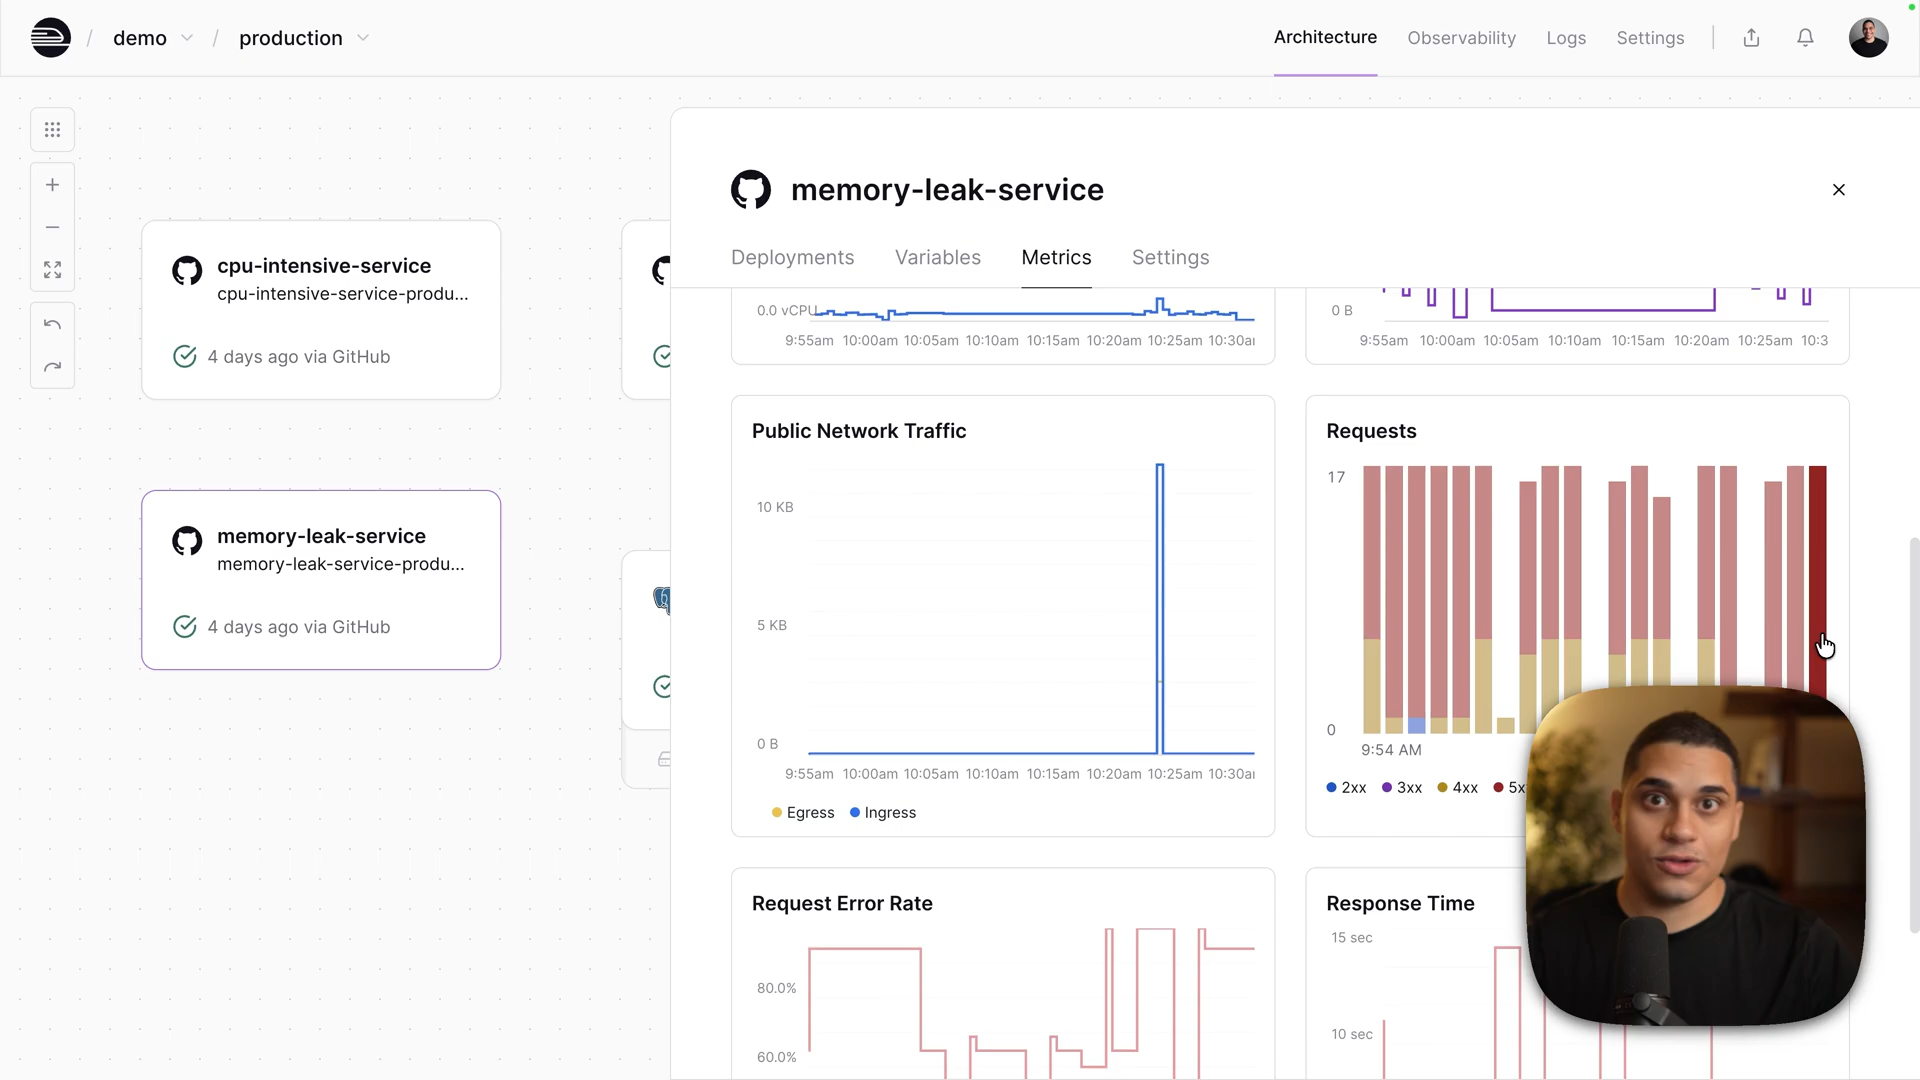 / demo / production
Architecture Observability Logs Settings
cpu-intensive-service
cpu-intensive-service-produ...
4 days ago via GitHub
memory-leak-service
memory-leak-service-produ...
4 days ago via GitHub
memory-leak-service
Deployments Variables Metrics Settings
0.0 vCPU
9:55am 10:00am 10:05am 10:10am 10:15am 10:20am 10:25am 10:30a
0 B
9:55am 10:00am 10:05am 10:10am 10:15am 10:20am 10:25am 10:3
Public Network Traffic
10 KB
5 KB
0 B
9:55am 10:00am 10:05am 10:10am 10:15am 10:20am 10:25am 10:30a
Egress Ingress
Requests
17
0
9:54 AM
2xx 3xx 4xx 5x
Request Error Rate
80.0%
60.0%
Response Time
15 sec
10 sec